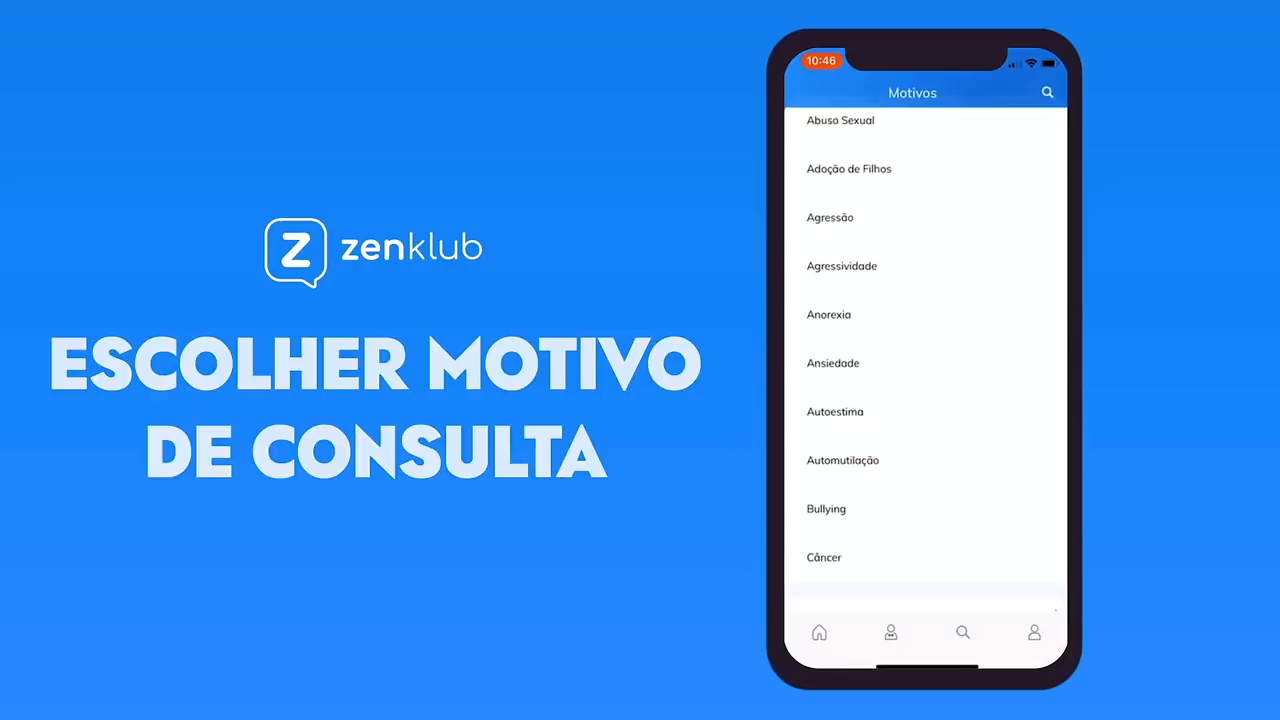 Z zenklub
ESCOLHER MOTIVO
DE CONSULTA
10:46
Motivos
Abuso Sexual
Adoção de Filhos
Agressão
Agressividade
Anorexia
Ansiedade
Autoestima
Automutilação
Bullying
Câncer